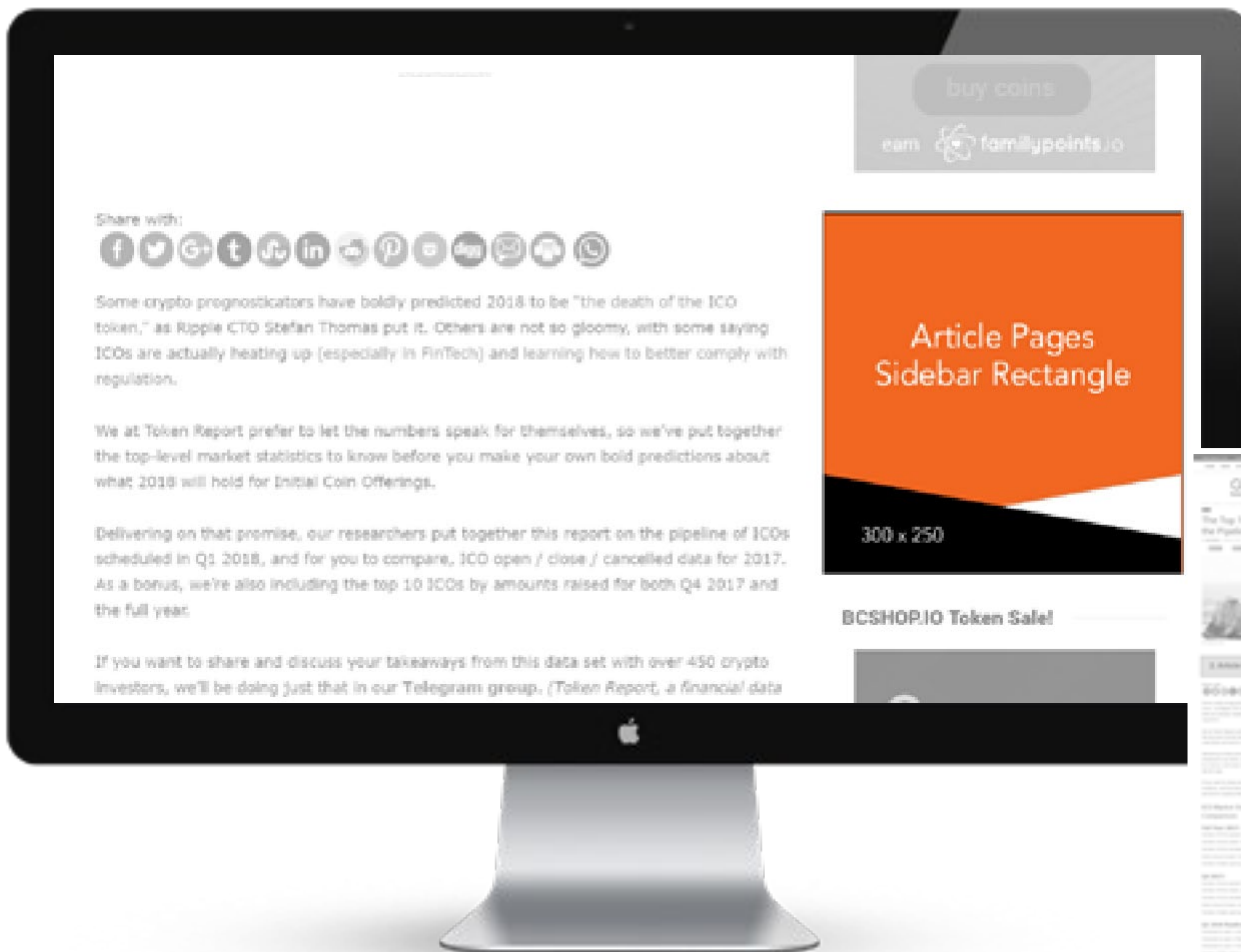 buy coins
earn familypoints.io
Share with:
Some crypto prognosticators have boldly predicted 2018 to be "the death of the ICO
token," as Ripple CTO Stefan Thomas put it. Others are not so gloomy, with some saying
ICOs are actually heating up (especially in FinTech) and learning how to better comply with
regulation.
We at Token Report prefer to let the numbers speak for themselves, so we've put together
the top-level market statistics to know before you make your own bold predictions about
what 2018 will hold for Initial Coin Offerings.
Delivering on that promise, our researchers put together this report on the pipeline of ICOs
scheduled in Q1 2018, and for you to compare, ICO open / close / cancelled data for 2017.
As a bonus, we're also including the top 10 ICOs by amounts raised for both Q4 2017 and
the full year.
If you want to share and discuss your takeaways from this data set with over 450 crypto
investors, we'll be doing just that in our Telegram group. (Token Report, a financial data
Article Pages
Sidebar Rectangle
300 x 250
BCSHOP.IO Token Sale!
The Top
the Pipeli